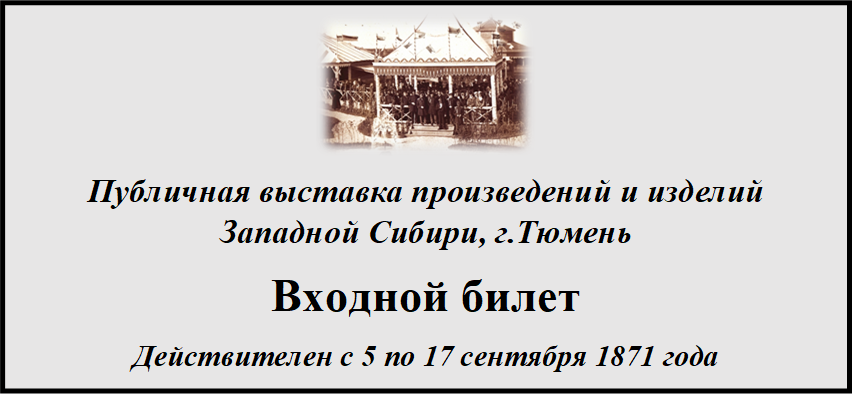 Публичная выставка произведений и изделий
Западной Сибири, г.Тюмень
Входной билет
Действителен с 5 по 17 сентября 1871 года